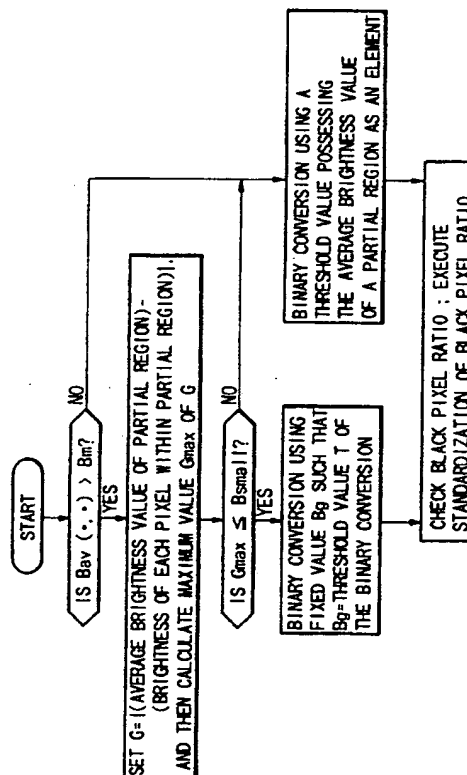 START
IS Bav (*, *) > Bm?
NO
YES
SET G=|(AVERAGE BRIGHTNESS VALUE OF PARTIAL REGION)-
(BRIGHTNESS OF EACH PIXEL WITHIN PARTIAL REGION)|.
AND THEN CALCULATE MAXIMUM VALUE Gmax OF G
IS Gmax ≤ Bsmall?
NO
YES
BINARY CONVERSION USING
FIXED VALUE Bg SUCH THAT
Bg=THRESHOLD VALUE T OF
THE BINARY CONVERSION
BINARY CONVERSION USING A
THRESHOLD VALUE POSSESSING
THE AVERAGE BRIGHTNESS VALUE
OF A PARTIAL REGION AS AN ELEMENT
CHECK BLACK PIXEL RATIO ; EXECUTE
STANDARDIZATION OF BLACK PIXEL RATIO